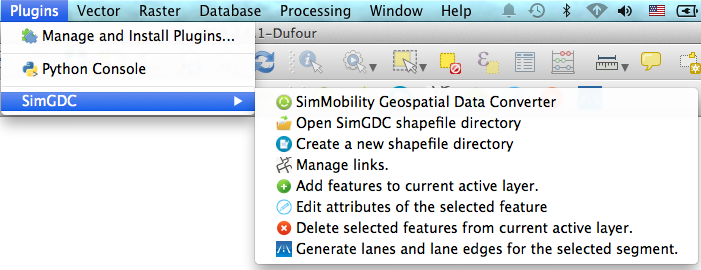 Plugins Vector Raster Database Processing Window Help
Manage and Install Plugins...
.1-Dufour
Python Console
SimGDC
SimMobility Geospatial Data Converter
Open SimGDC shapefile directory
Create a new shapefile directory
Manage links.
Add features to current active layer.
Edit attributes of the selected feature
Delete selected features from current active layer.
Generate lanes and lane edges for the selected segment.